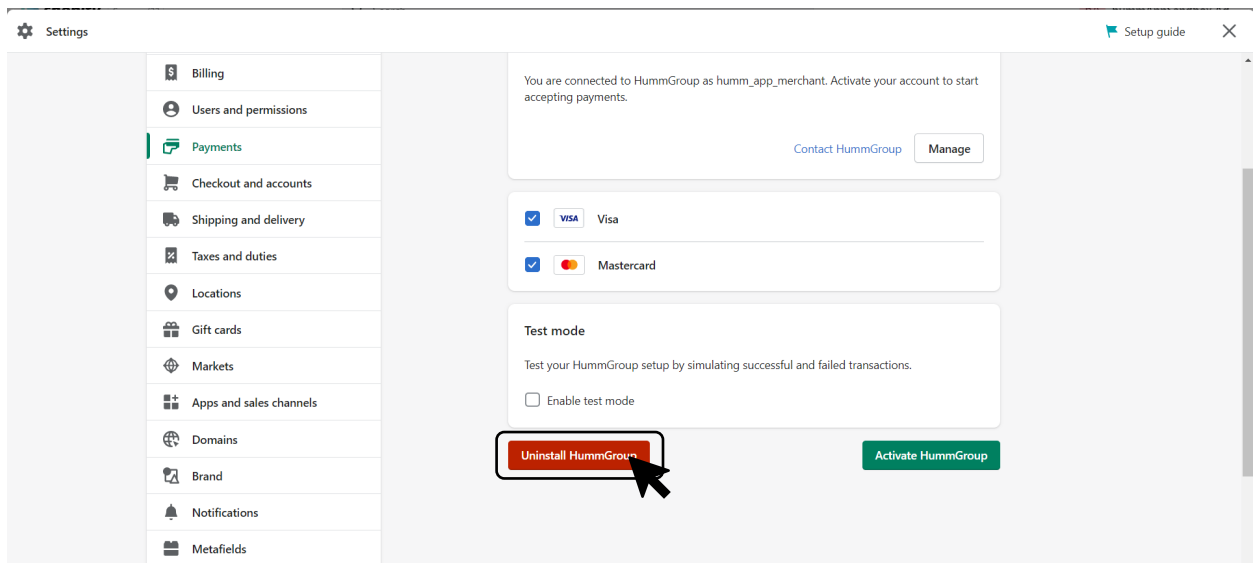 Settings
Setup guide
Billing
Users and permissions
Payments
Checkout and accounts
Shipping and delivery
Taxes and duties
Locations
Gift cards
Markets
Apps and sales channels
Domains
Brand
Notifications
Metafields
You are connected to HummGroup as humm_app_merchant. Activate your account to start
accepting payments.
Contact HummGroup
Manage
VISA
Visa
Mastercard
Test mode
Test your HummGroup setup by simulating successful and failed transactions.
Enable test mode
Uninstall HummGroup
Activate HummGroup